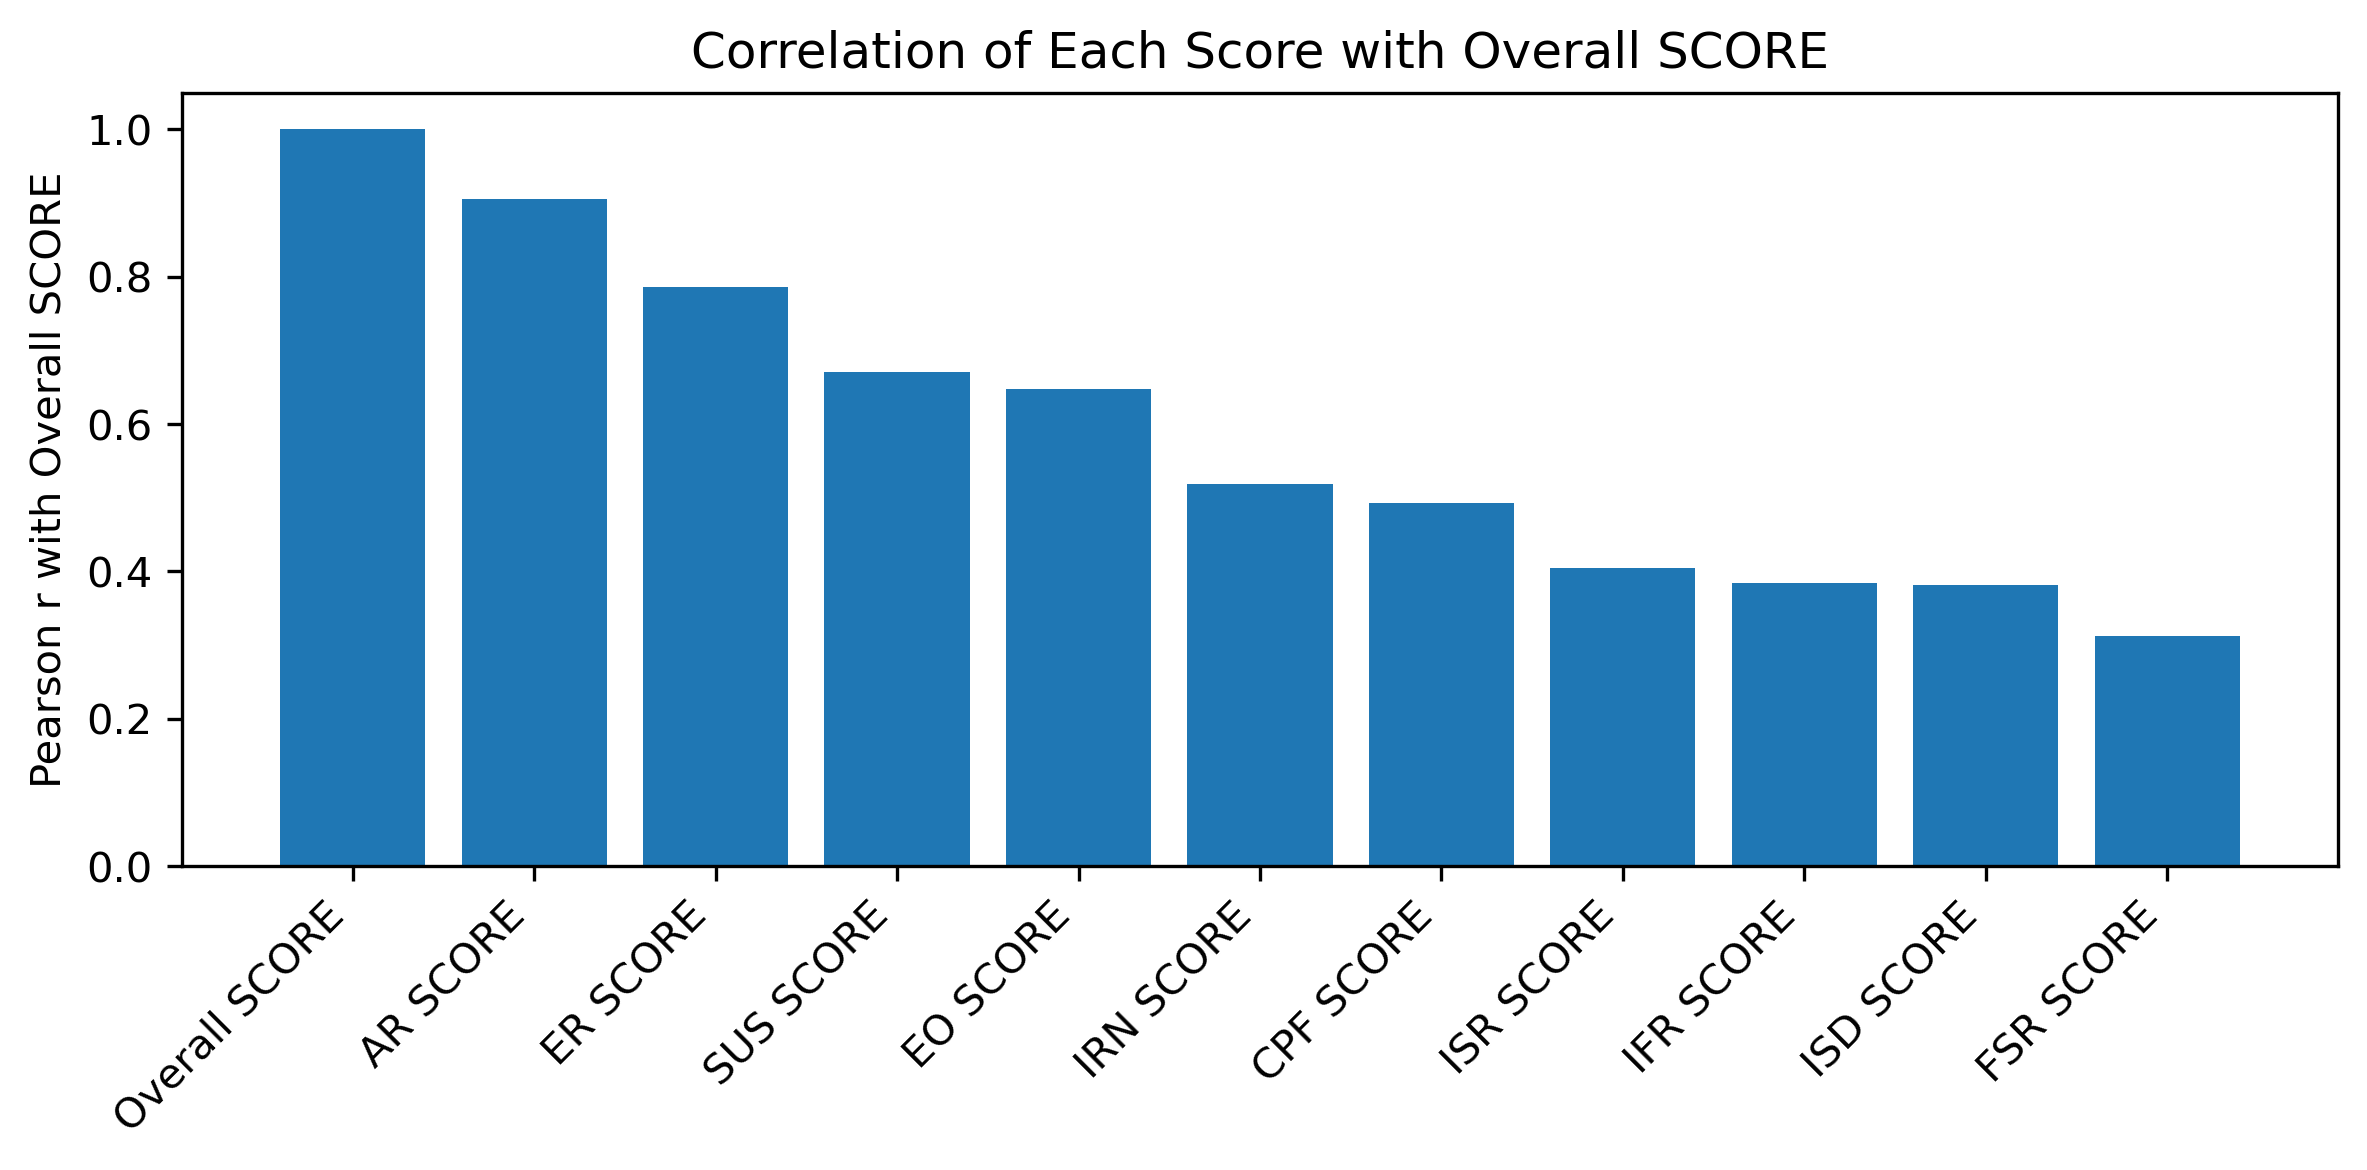 Correlation of Each Score with Overall SCORE
Pearson r with Overall SCORE
1.0
0.8
0.6
0.4
0.2
0.0
Overall SCORE
AR SCORE
ER SCORE
SUS SCORE
EO SCORE
IRN SCORE
CPF SCORE
ISR SCORE
IFR SCORE
ISD SCORE
FSR SCORE